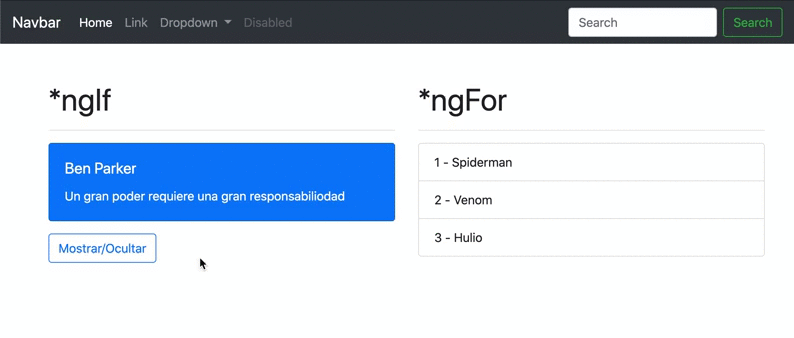 Navbar Home Link Dropdown Disabled Search Search
*ngIf
Ben Parker
Un gran poder requiere una gran responsabiliodad
Mostrar/Ocultar
*ngFor
1 - Spiderman
2 - Venom
3 - Hulio